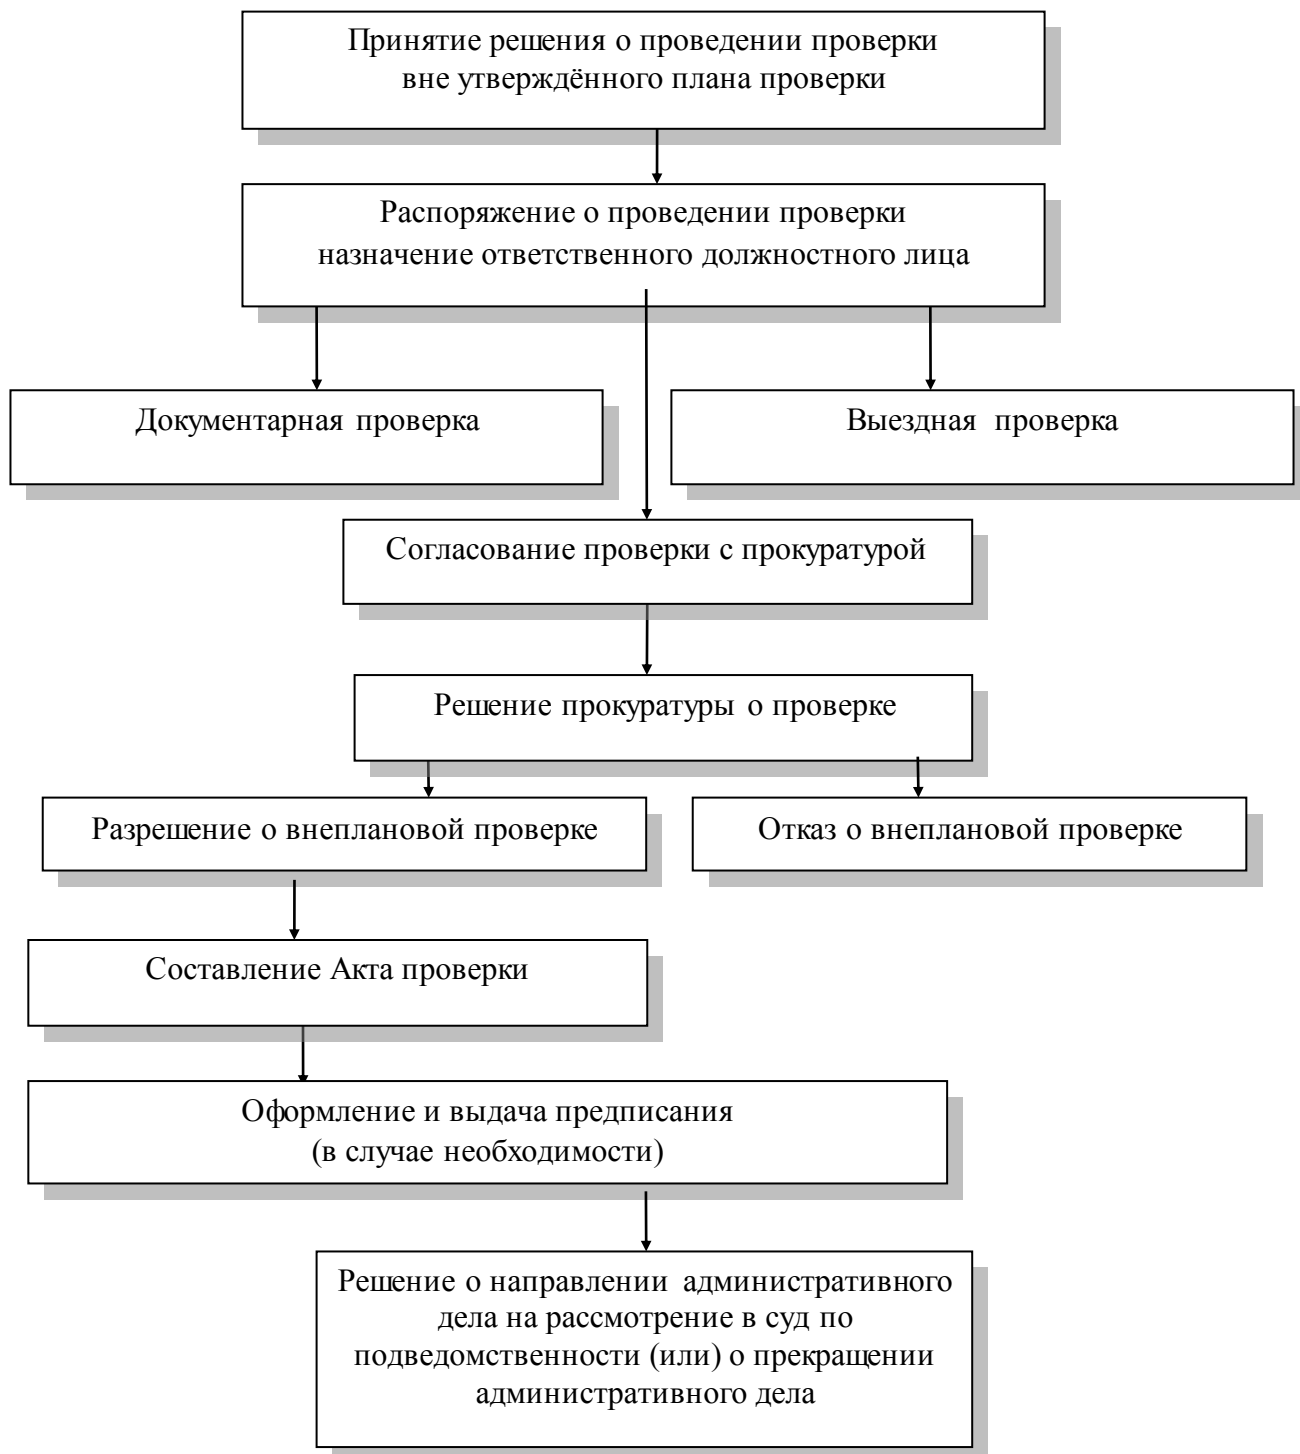 Принятие решения о проведении проверки
вне утверждённого плана проверки
Распоряжение о проведении проверки
назначение ответственного должностного лица
Документарная проверка
Выездная проверка
Согласование проверки с прокуратурой
Решение прокуратуры о проверке
Разрешение о внеплановой проверке
Отказ о внеплановой проверке
Составление Акта проверки
Оформление и выдача предписания
(в случае необходимости)
Решение о направлении административного
дела на рассмотрение в суд по
подведомственности (или) о прекращении
административного дела